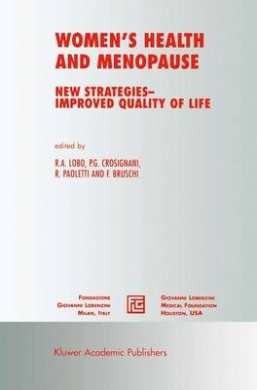 WOMEN'S HEALTH
AND MENOPAUSE
NEW STRATEGIES–
IMPROVED QUALITY OF LIFE
edited by
R.A. LOBO, P.G. CROSIGNANI,
R. PAOLETTI AND F. BRUSCHI
FONDAZIONE
GIOVANNI LORENZINI
MILAN, ITALY
GIOVANNI LORENZINI
MEDICAL FOUNDATION
HOUSTON, USA
Kluwer Academic Publishers